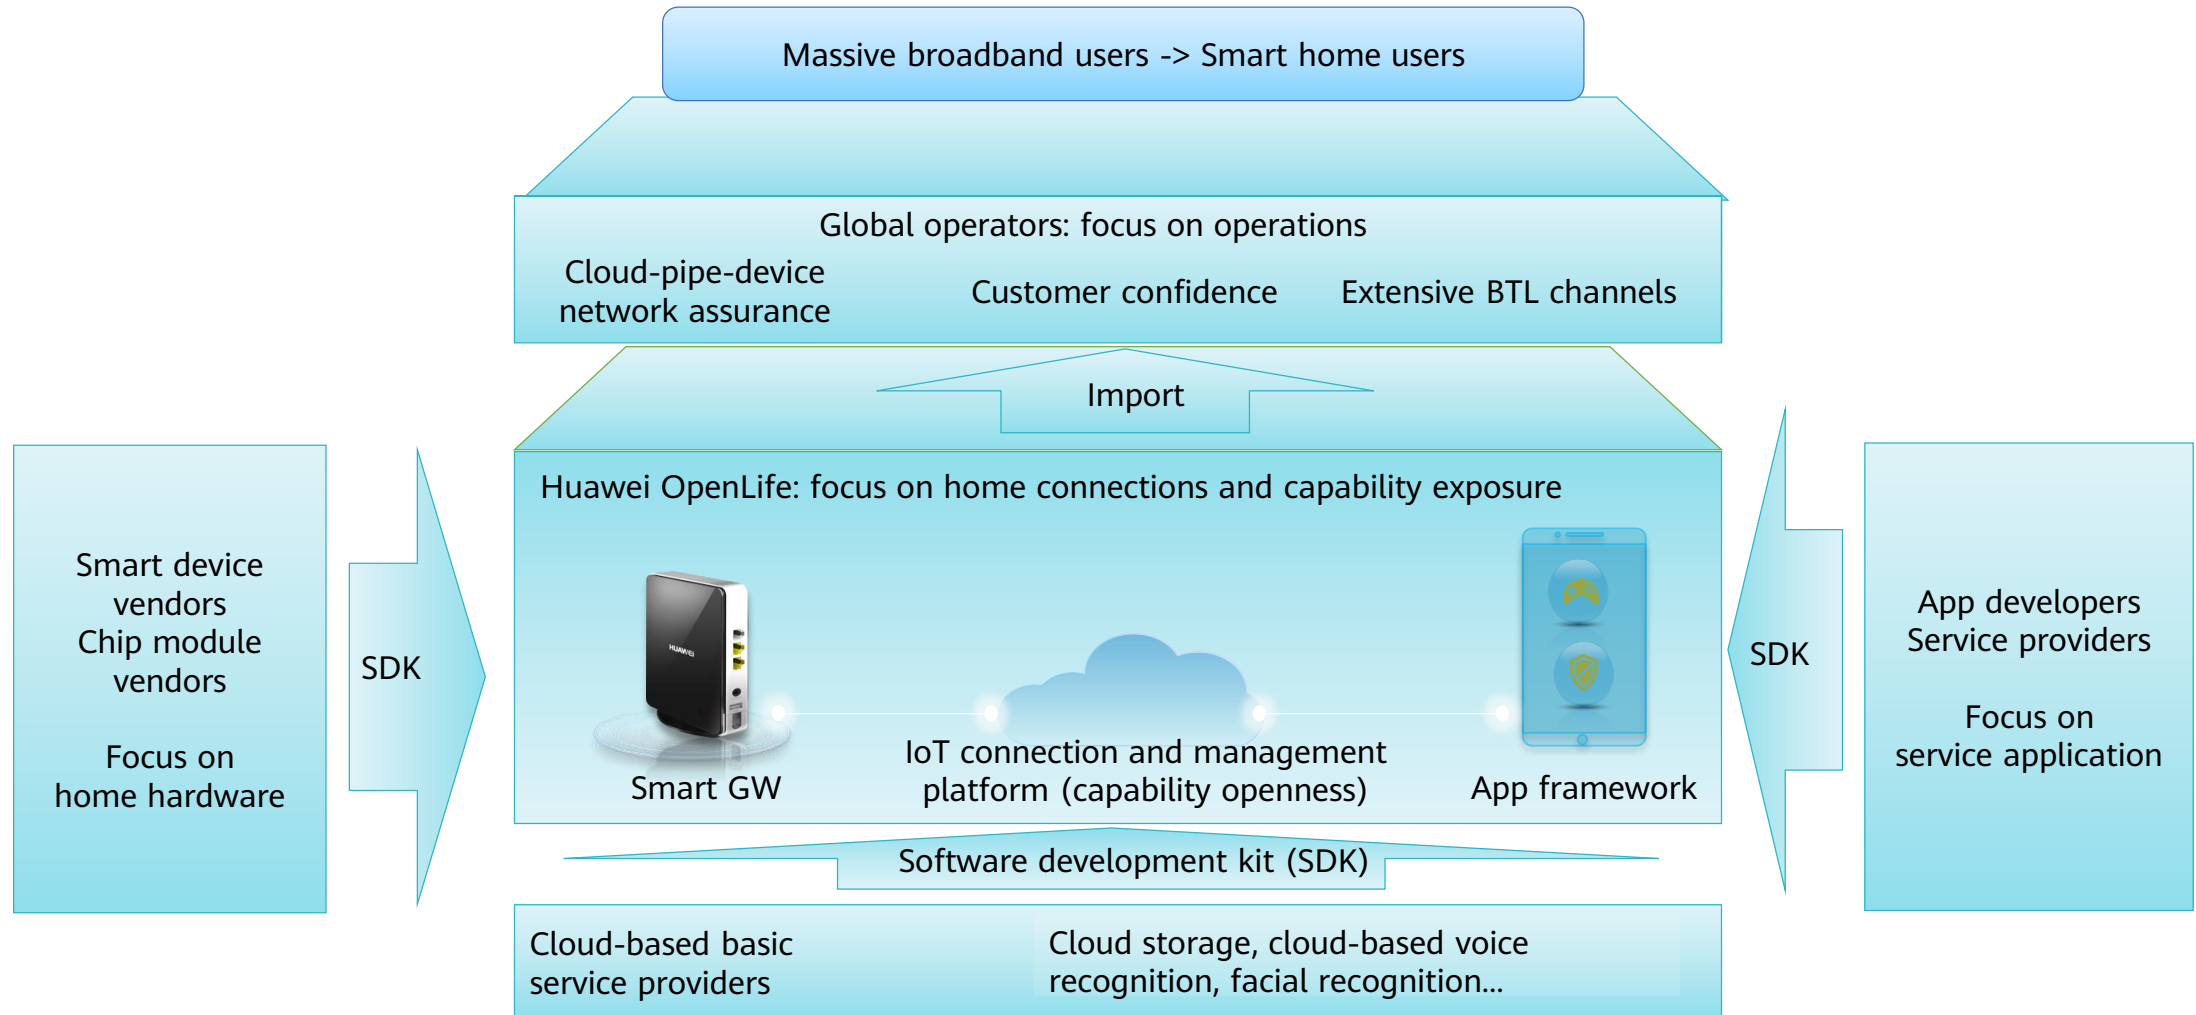 Massive broadband users -> Smart home users
Global operators: focus on operations
Cloud-pipe-device
network assurance
Customer confidence
Extensive BTL channels
Import
Huawei OpenLife: focus on home connections and capability exposure
Smart device
vendors
Chip module
vendors
Focus on
home hardware
SDK
HUAWEI
Smart GW
IoT connection and management
platform (capability openness)
App framework
SDK
App developers
Service providers
Focus on
service application
Software development kit (SDK)
Cloud-based basic
service providers
Cloud storage, cloud-based voice
recognition, facial recognition...